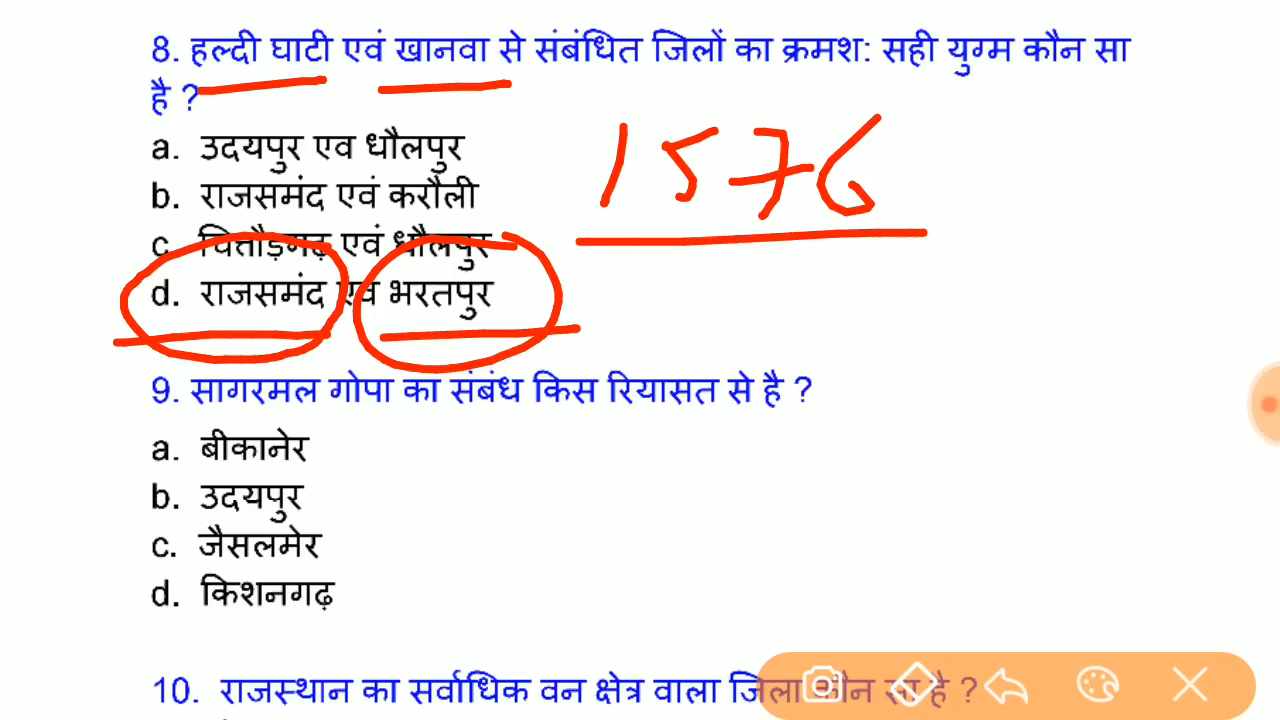 8. हल्दी घाटी एवं खानवा से संबंधित जिलों का क्रमश: सही युग्म कौन सा
है ?
1576
a. उदयपुर एव धौलपुर
b. राजसमंद एवं करौली
c. चित्तौड़गढ़ एवं धौलपुर
d. राजसमंद एवं भरतपुर
9. सागरमल गोपा का संबंध किस रियासत से है ?
a. बीकानेर
b. उदयपुर
c. जैसलमेर
d. किशनगढ़
10. राजस्थान का सर्वाधिक वन क्षेत्र वाला जिला कौन सा है ?